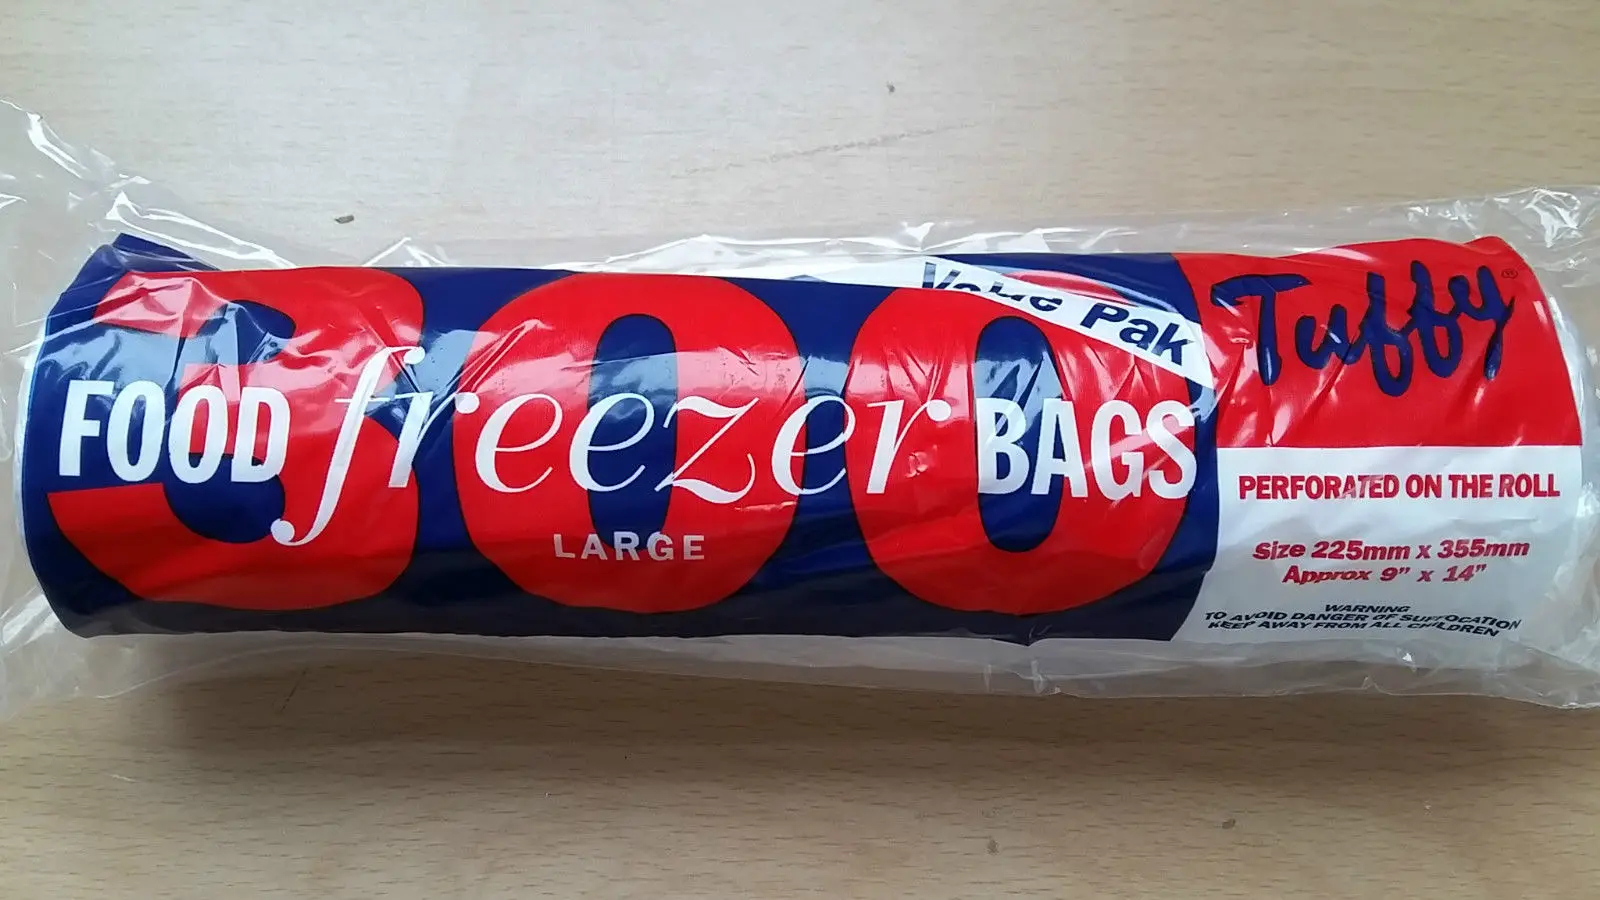 300
FOOD freezer BAGS
LARGE
Value Pak
Tuffy®
PERFORATED ON THE ROLL
Size 225mm x 355mm
Approx 9" x 14"
WARNING
TO AVOID DANGER OF SUFFOCATION
KEEP AWAY FROM ALL CHILDREN